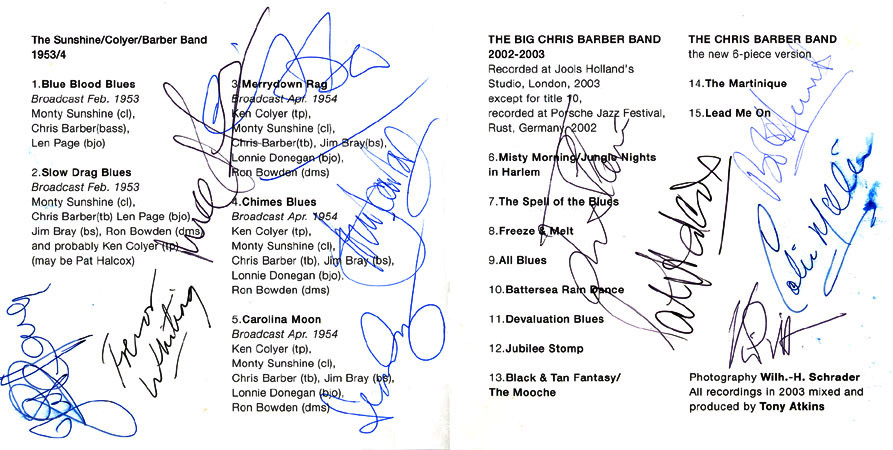 The Sunshine/Colyer/Barber Band
1953/4
1.Blue Blood Blues
Broadcast Feb. 1953
Monty Sunshine (cl),
Chris Barber(bass),
Len Page (bjo)
2.Slow Drag Blues
Broadcast Feb. 1953
Monty Sunshine (cl),
Chris Barber(tb) Len Page (bjo)
Jim Bray (bs), Ron Bowden (dms)
and probably Ken Colyer (tp)
(may be Pat Halcox)
Trevor
Whiting
3.Merrydown Rag
Broadcast Apr. 1954
Ken Colyer (tp),
Monty Sunshine (cl),
Chris Barber(tb), Jim Bray(bs),
Lonnie Donegan (bjo),
Ron Bowden (dms)
4.Chimes Blues
Broadcast Apr. 1954
Ken Colyer (tp),
Monty Sunshine (cl),
Chris Barber (tb), Jim Bray (bs),
Lonnie Donegan (bjo).
Ron Bowden (dms)
5.Carolina Moon
Broadcast Apr. 1954
Ken Colyer (tp),
Monty Sunshine (cl),
Chris Barber (tb), Jim Bray (bs),
Lonnie Donegan (bjo),
Ron Bowden (dms)
THE BIG CHRIS BARBER BAND
2002-2003
Recorded at Jools Holland's
Studio, London, 2003
except for title 10,
recorded at Porsche Jazz Festival,
Rust, Germany 2002
6.Misty Morning/Jungle Nights
in Harlem
7.The Spell of the Blues
8.Freeze & Melt
9.All Blues
10.Battersea Rain Dance
11.Devaluation Blues
12.Jubilee Stomp
13.Black & Tan Fantasy/
The Mooche
Pat Halcox
THE CHRIS BARBER BAND
the new 6-piece version
14.The Martinique
15.Lead Me On
Bob Hunt
Colin Miller
Photography Wilh.-H. Schrader
All recordings in 2003 mixed and
produced by Tony Atkins